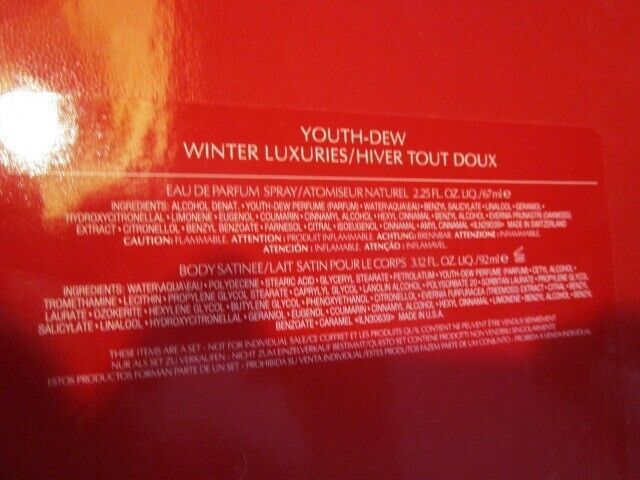 YOUTH-DEW
WINTER LUXURIES/HIVER TOUT DOUX
EAU DE PARFUM SPRAY/ATOMISEUR NATUREL 2.25 FL. OZ. LIQ./67 ml ℮
INGREDIENTS: ALCOHOL DENAT. • YOUTH-DEW PERFUME (PARFUM) • WATER\AQUA\EAU • BENZYL SALICYLATE • LINALOOL • GERANIOL •
HYDROXYCITRONELLAL • LIMONENE • EUGENOL • COUMARIN • CINNAMYL ALCOHOL • HEXYL CINNAMAL • BENZYL ALCOHOL • EVERNIA PRUNASTRI (OAKMOSS)
EXTRACT • CITRONELLOL • BENZYL BENZOATE • FARNESOL • CITRAL • ISOEUGENOL • CINNAMAL • AMYL CINNAMAL MADE IN SWITZERLAND
CAUTION: FLAMMABLE. ATTENTION: PRODUIT INFLAMMABLE. ACHTUNG: BRENNBAR. ATTENZIONE: INFLAMMABILE.
ATENCIÓN: INFLAMABLE. ATENÇÃO: INFLAMÁVEL.
BODY SATINEE/LAIT SATIN POUR LE CORPS 3.12 FL. OZ. LIQ./92 ml ℮
INGREDIENTS: WATER\AQUA\EAU • POLYDECENE • STEARIC ACID • GLYCERYL STEARATE • PETROLATUM • YOUTH-DEW PERFUME (PARFUM) • CETYL ALCOHOL •
TROMETHAMINE • LECITHIN • PROPYLENE GLYCOL STEARATE • CAPRYLYL GLYCOL • LANOLIN ALCOHOL • POLYSORBATE 20 • SORBITAN LAURATE •
LAURATE • OZOKERITE • HEXYLENE GLYCOL • BUTYLENE GLYCOL • PHENOXYETHANOL • CITRONELLOL • EVERNIA FURFURACEA (TREEMOSS) EXTRACT • CITRAL • BENZYL
SALICYLATE • LINALOOL • HYDROXYCITRONELLAL • GERANIOL • EUGENOL • COUMARIN • CINNAMYL ALCOHOL • HEXYL CINNAMAL • LIMONENE • BENZYL ALCOHOL •
BENZOATE • CARAMEL MADE IN U.S.A.
THESE ITEMS ARE A SET - NOT FOR INDIVIDUAL SALE/CE COFFRET ET LES PRODUITS QU'IL CONTIENT NE PEUVENT ÊTRE VENDUS
NUR ALS SET ZU VERKAUFEN - NICHT ZUM EINZELVERKAUF BESTIMMT/QUESTO SET CONTIENE PRODOTTI NON VENDIBILI SINGOLARMENTE
ESTOS PRODUCTOS FORMAN PARTE DE UN SET - PROHIBIDA SU VENTA INDIVIDUAL/ESTES PRODUTOS FAZEM PARTE DE UM CONJUNTO - PROIBIDA A VENDA INDIVIDUAL